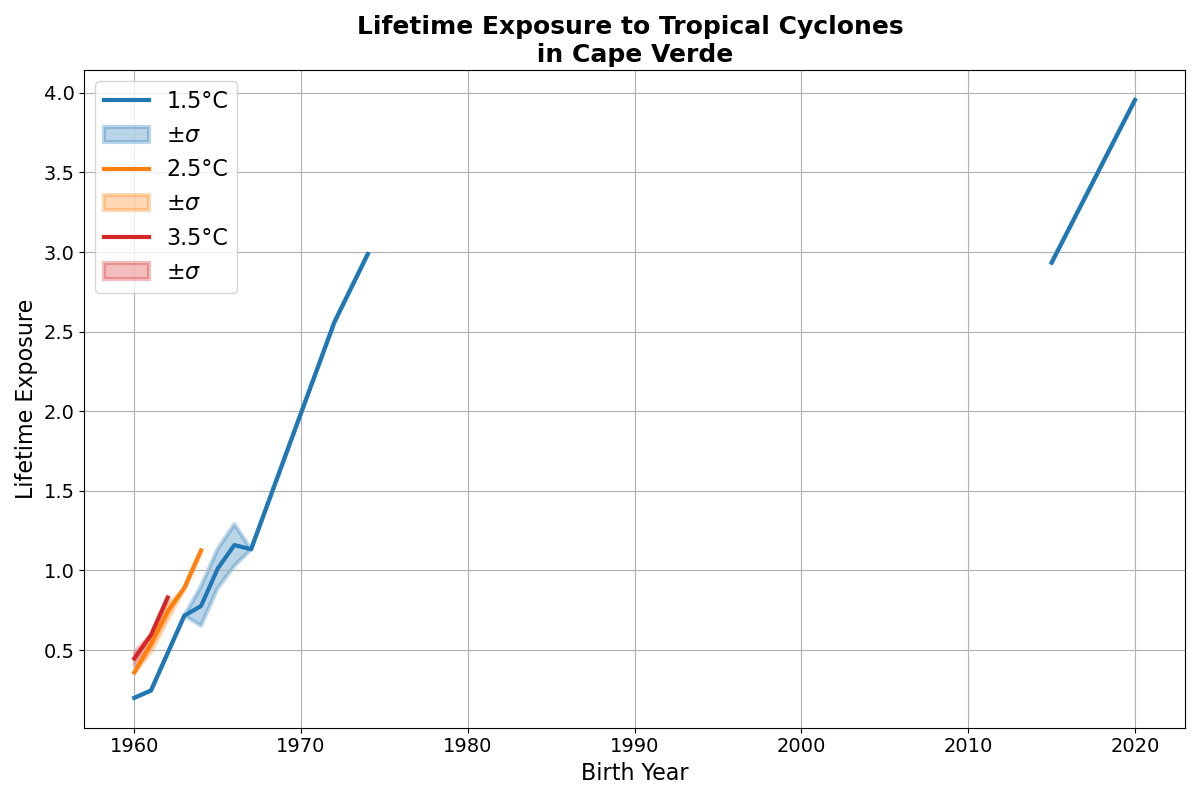 Lifetime Exposure to Tropical Cyclones
in Cape Verde
4.0
3.5
3.0
2.5
2.0
1.5
1.0
0.5
Lifetime Exposure
1.5°C
±σ
2.5°C
±σ
3.5°C
±σ
1960 1970 1980 1990 2000 2010 2020
Birth Year